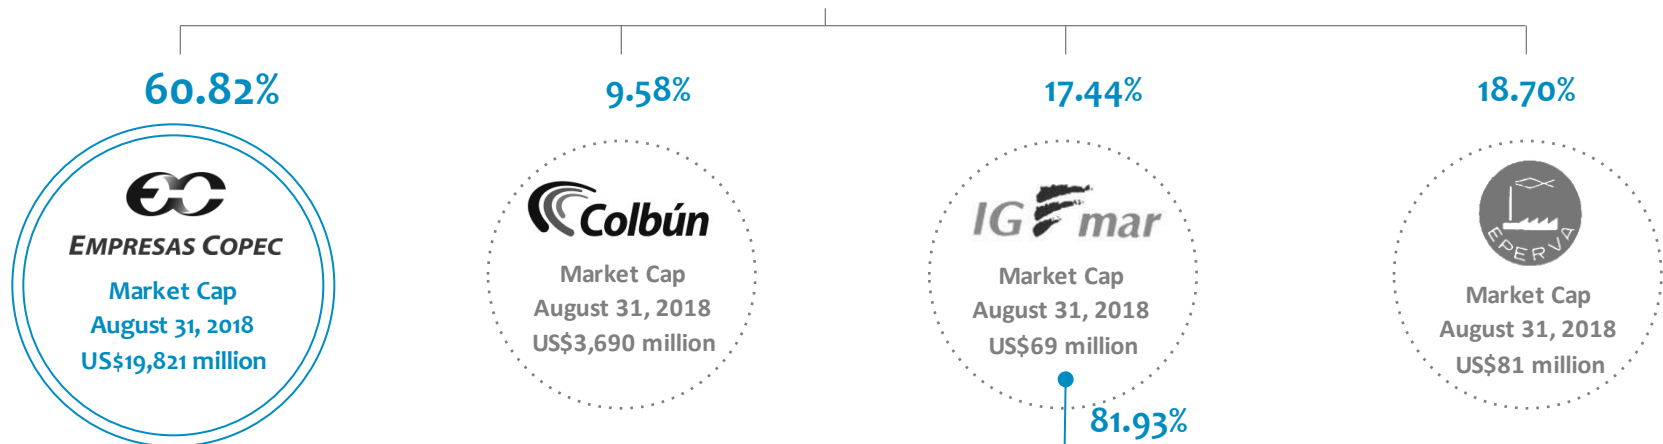 60.82%
9.58%
17.44%
18.70%
EMPRESAS COPEC
Market Cap
August 31, 2018
US$19,821 million
Colbún
Market Cap
August 31, 2018
US$3,690 million
IG mar
Market Cap
August 31, 2018
US$69 million
81.93%
EPERVA
Market Cap
August 31, 2018
US$81 million